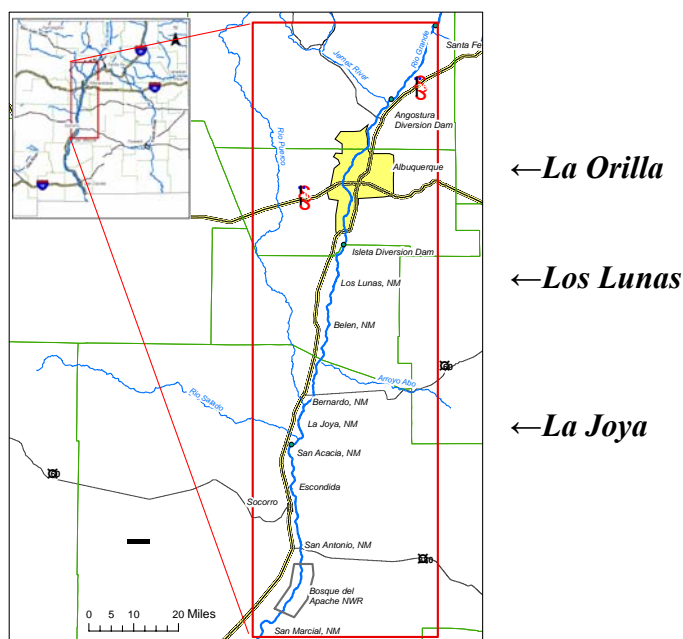 Santa Fe
Rio Grande
Jemez River
Angostura
Diversion Dam
Rio Puerco
Albuquerque
←La Orilla
Isleta Diversion Dam
←Los Lunas
Los Lunas, NM
Belen, NM
Arroyo Abo
Rio Salado
Bernardo, NM
La Joya, NM
←La Joya
San Acacia, NM
Escondida
Socorro
San Antonio, NM
Bosque del
Apache NWR
0 5 10 20 Miles
San Marcial, NM